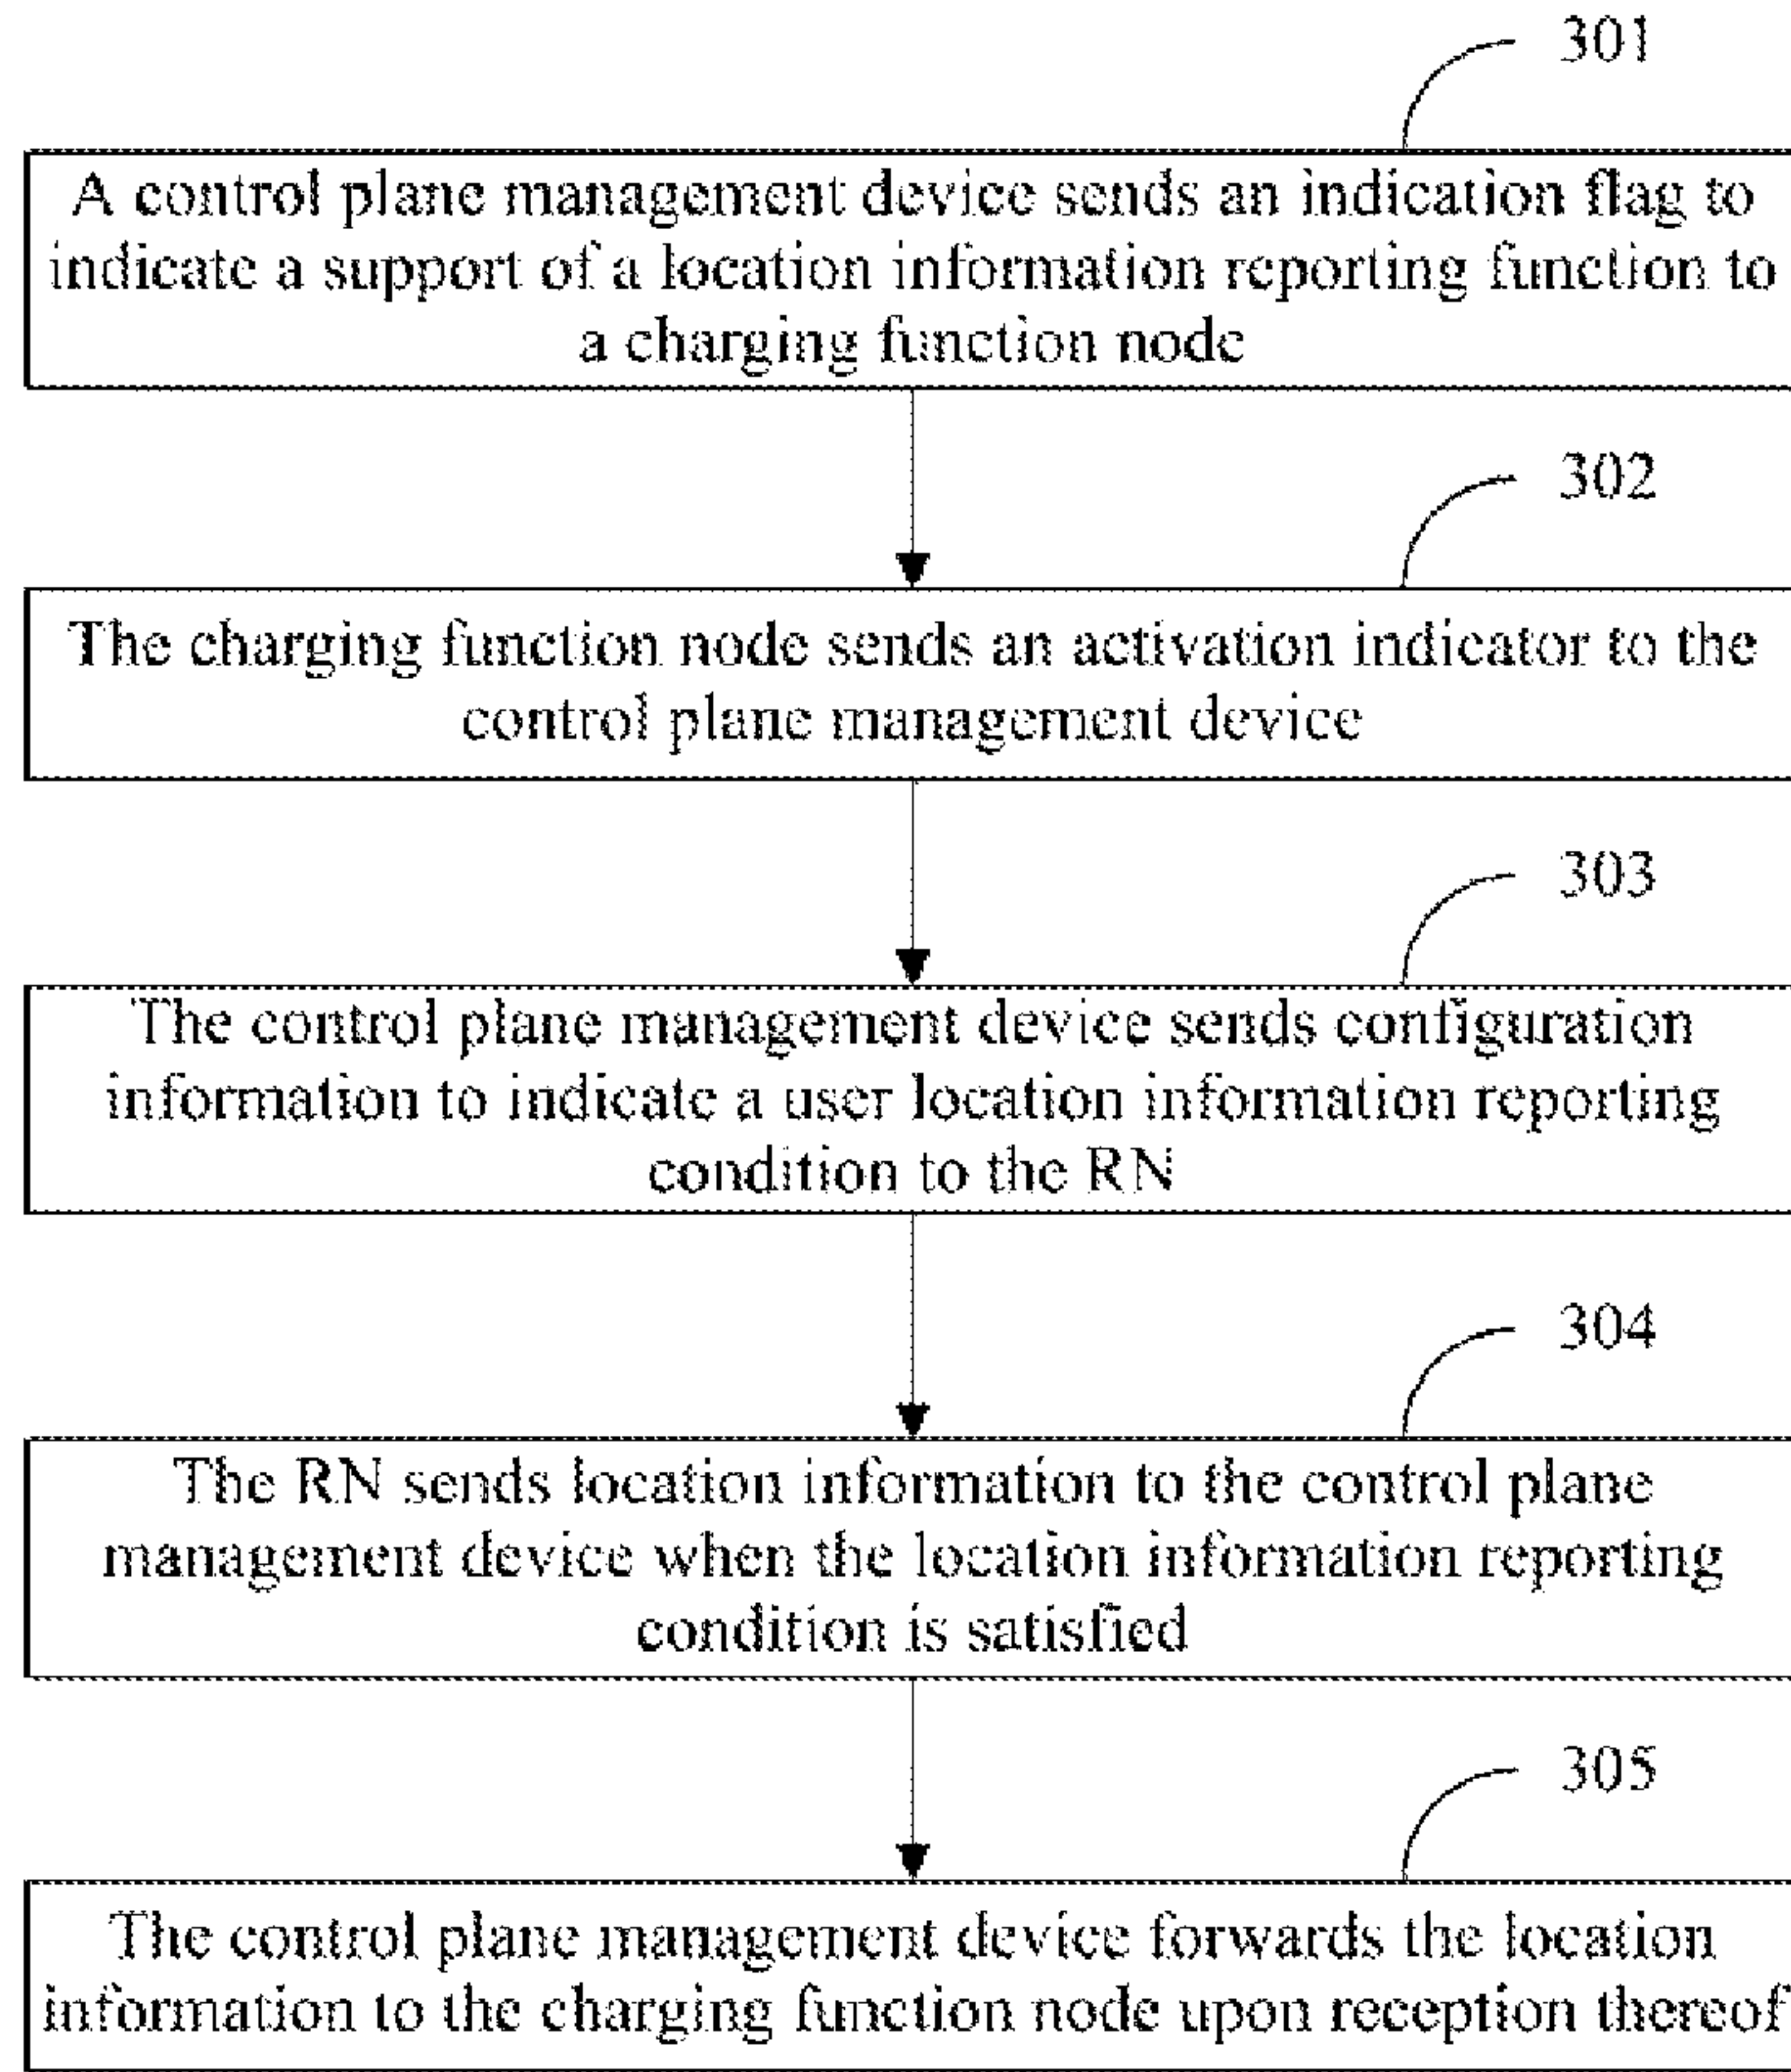 301
A control plane management device sends an indication flag to
indicate a support of a location information reporting function to
a charging function node
302
The charging function node sends an activation indicator to the
control plane management device
303
The control plane management device sends configuration
information to indicate a user location information reporting
condition to the RN
304
The RN sends location information to the control plane
management device when the location information reporting
condition is satisfied
305
The control plane management device forwards the location
information to the charging function node upon reception thereof